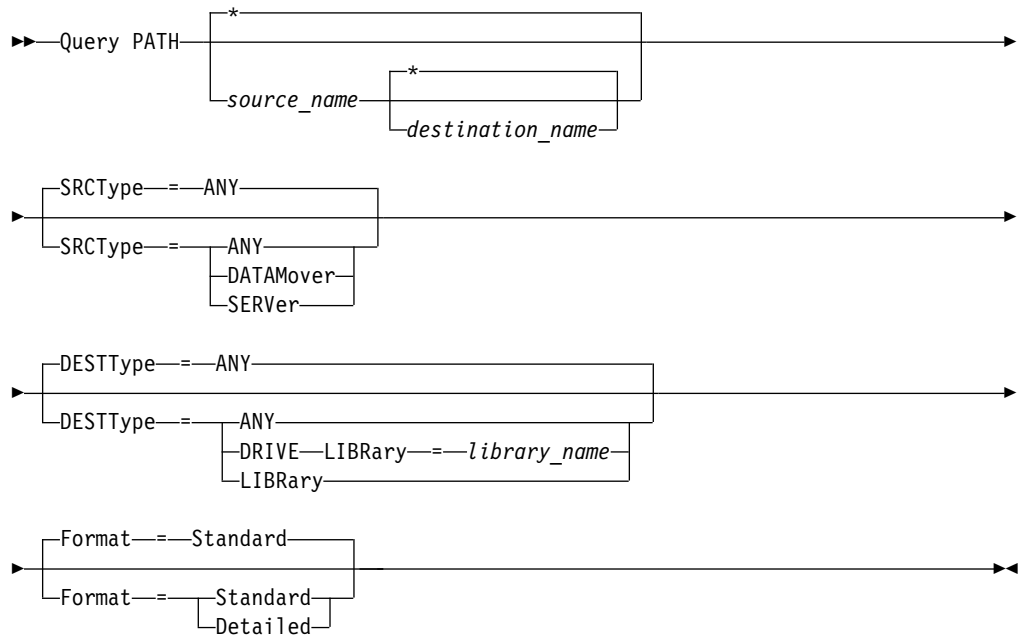 *
Query PATH
*
source_name
destination_name
SRCType = ANY
SRCType = ANY
DATAMover
SERVer
DESTType = ANY
DESTType = ANY
DRIVE LIBRary = library_name
LIBRary
Format = Standard
Format = Standard
Detailed